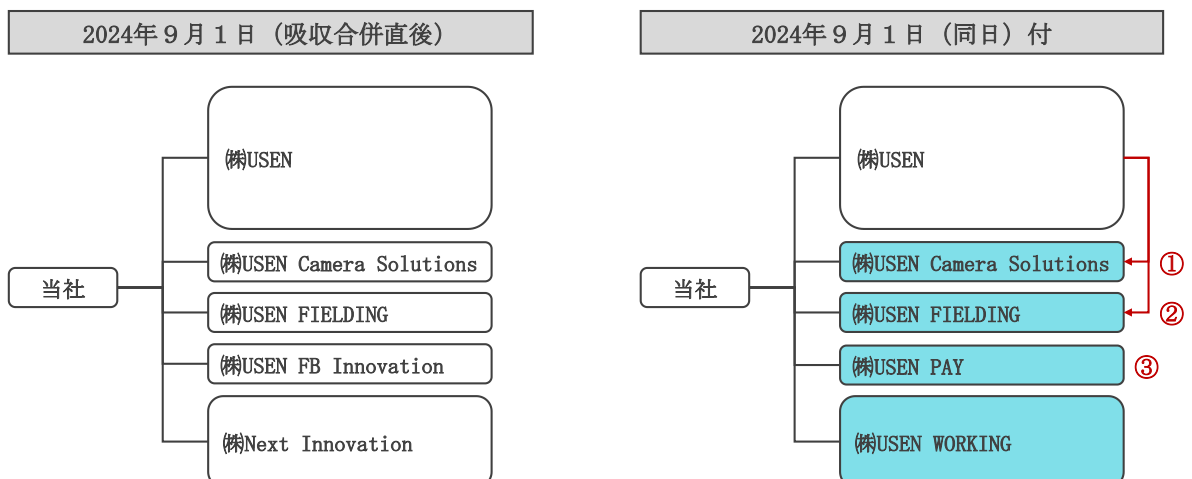 2024年９月１日（吸収合併直後）
㈱USEN
㈱USEN Camera Solutions
当社
㈱USEN FIELDING
㈱USEN FB Innovation
㈱Next Innovation
2024年９月１日（同日）付
㈱USEN
㈱USEN Camera Solutions ①
当社
㈱USEN FIELDING ②
㈱USEN PAY ③
㈱USEN WORKING